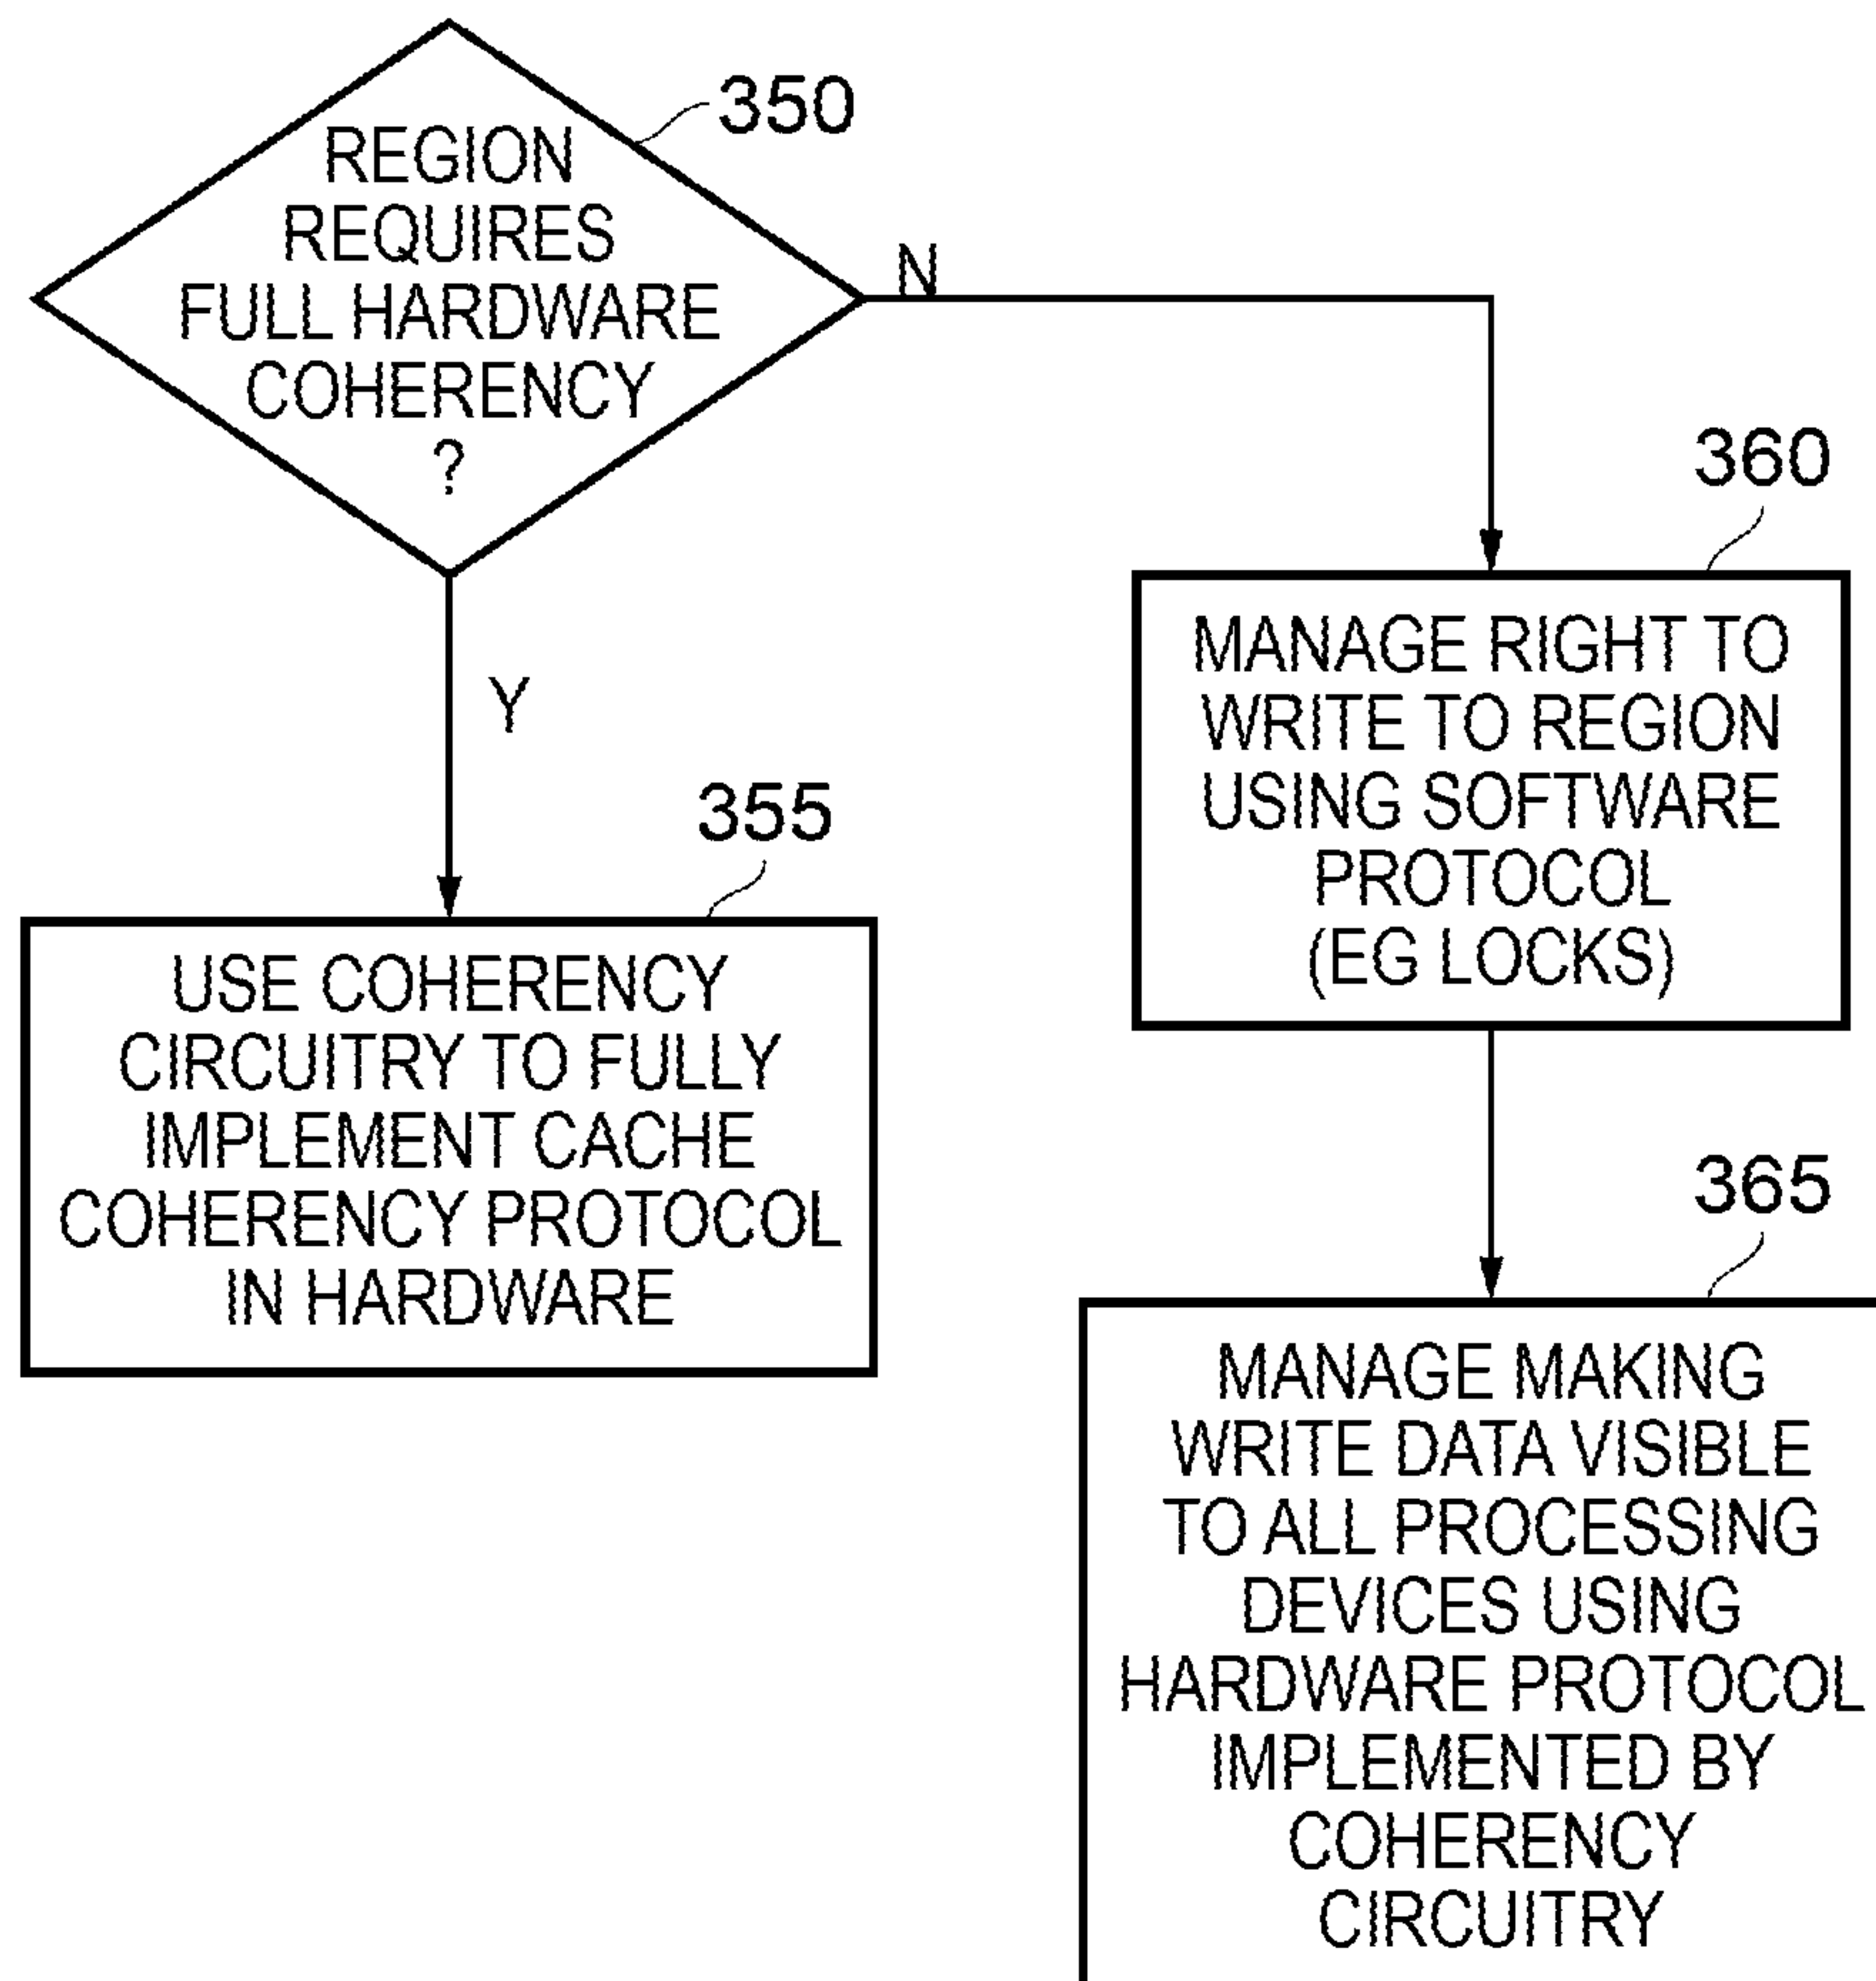 350
REGION
REQUIRES
FULL HARDWARE
COHERENCY
?
N
Y
360
MANAGE RIGHT TO
WRITE TO REGION
USING SOFTWARE
PROTOCOL
(EG LOCKS)
355
USE COHERENCY
CIRCUITRY TO FULLY
IMPLEMENT CACHE
COHERENCY PROTOCOL
IN HARDWARE
365
MANAGE MAKING
WRITE DATA VISIBLE
TO ALL PROCESSING
DEVICES USING
HARDWARE PROTOCOL
IMPLEMENTED BY
COHERENCY
CIRCUITRY